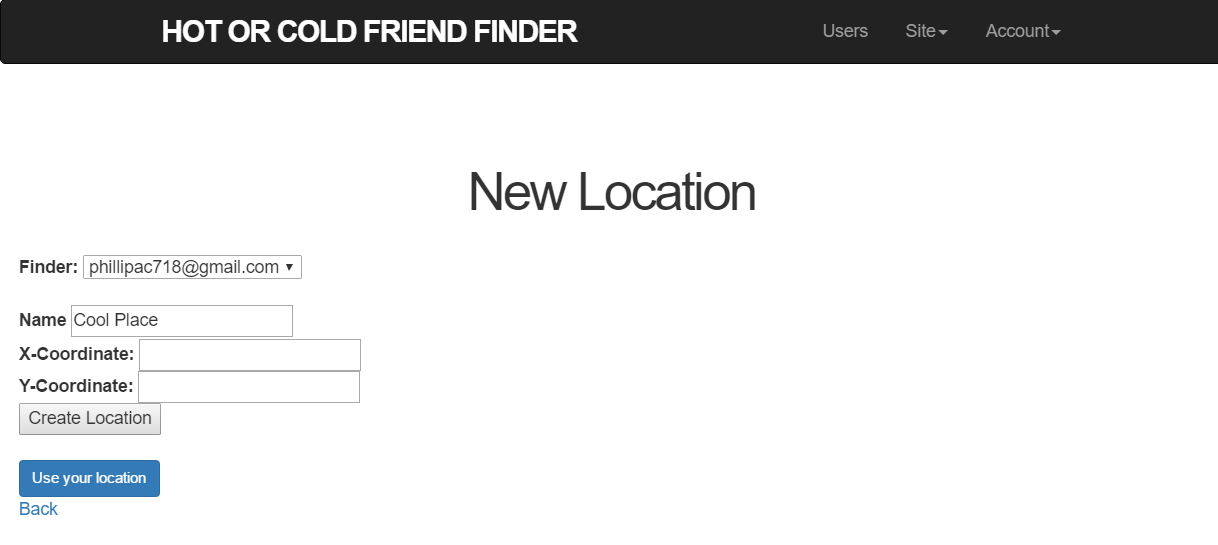 HOT OR COLD FRIEND FINDER Users Site Account
New Location
Finder: phillipac718@gmail.com
Name Cool Place
X-Coordinate:
Y-Coordinate:
Create Location
Use your location
Back